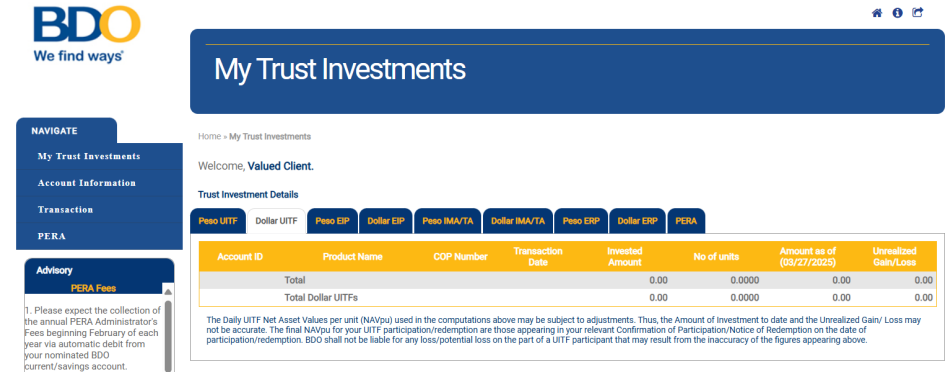 BDO
We find ways®
My Trust Investments
NAVIGATE
My Trust Investments
Account Information
Transaction
PERA
Advisory
PERA Fees
1. Please expect the collection of
the annual PERA Administrator's
Fees beginning February of each
year via automatic debit from
your nominated BDO
current/savings account.
Home » My Trust Investments
Welcome, Valued Client.
Trust Investment Details
Peso UITF Dollar UITF Peso EIP Dollar EIP Peso IMA/TA Dollar IMA/TA Peso ERP Dollar ERP PERA
Account ID Product Name COP Number Transaction Date Invested Amount No of units Amount as of (03/27/2025) Unrealized Gain/Loss
Total 0.00 0.0000 0.00 0.00
Total Dollar UITFs 0.00 0.0000 0.00 0.00
The Daily UITF Net Asset Values per unit (NAVpu) used in the computations above may be subject to adjustments. Thus, the Amount of Investment to date and the Unrealized Gain/ Loss may
not be accurate. The final NAVpu for your UITF participation/redemption are those appearing in your relevant Confirmation of Participation/Notice of Redemption on the date of
participation/redemption. BDO shall not be liable for any loss/potential loss on the part of a UITF participant that may result from the inaccuracy of the figures appearing above.